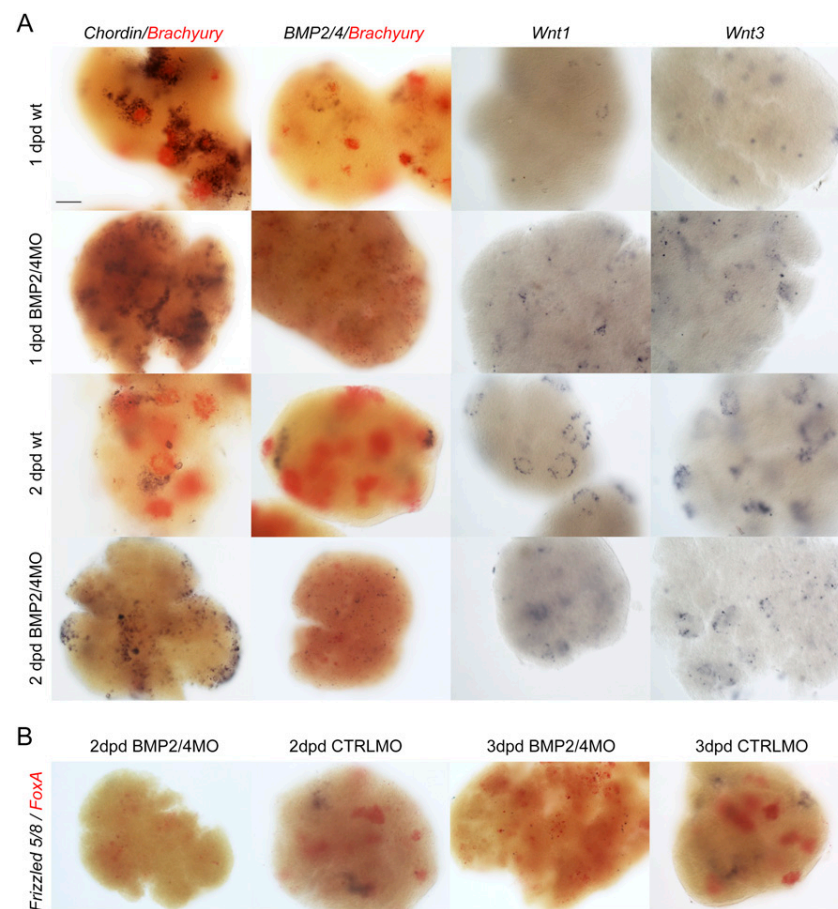 A
Chordin/Brachyury BMP2/4/Brachyury Wnt1 Wnt3
1 dpd wt
1 dpd BMP2/4MO
2 dpd wt
2 dpd BMP2/4MO
B
2dpd BMP2/4MO 2dpd CTRLMO 3dpd BMP2/4MO 3dpd CTRLMO
Frizzled 5/8 / FoxA